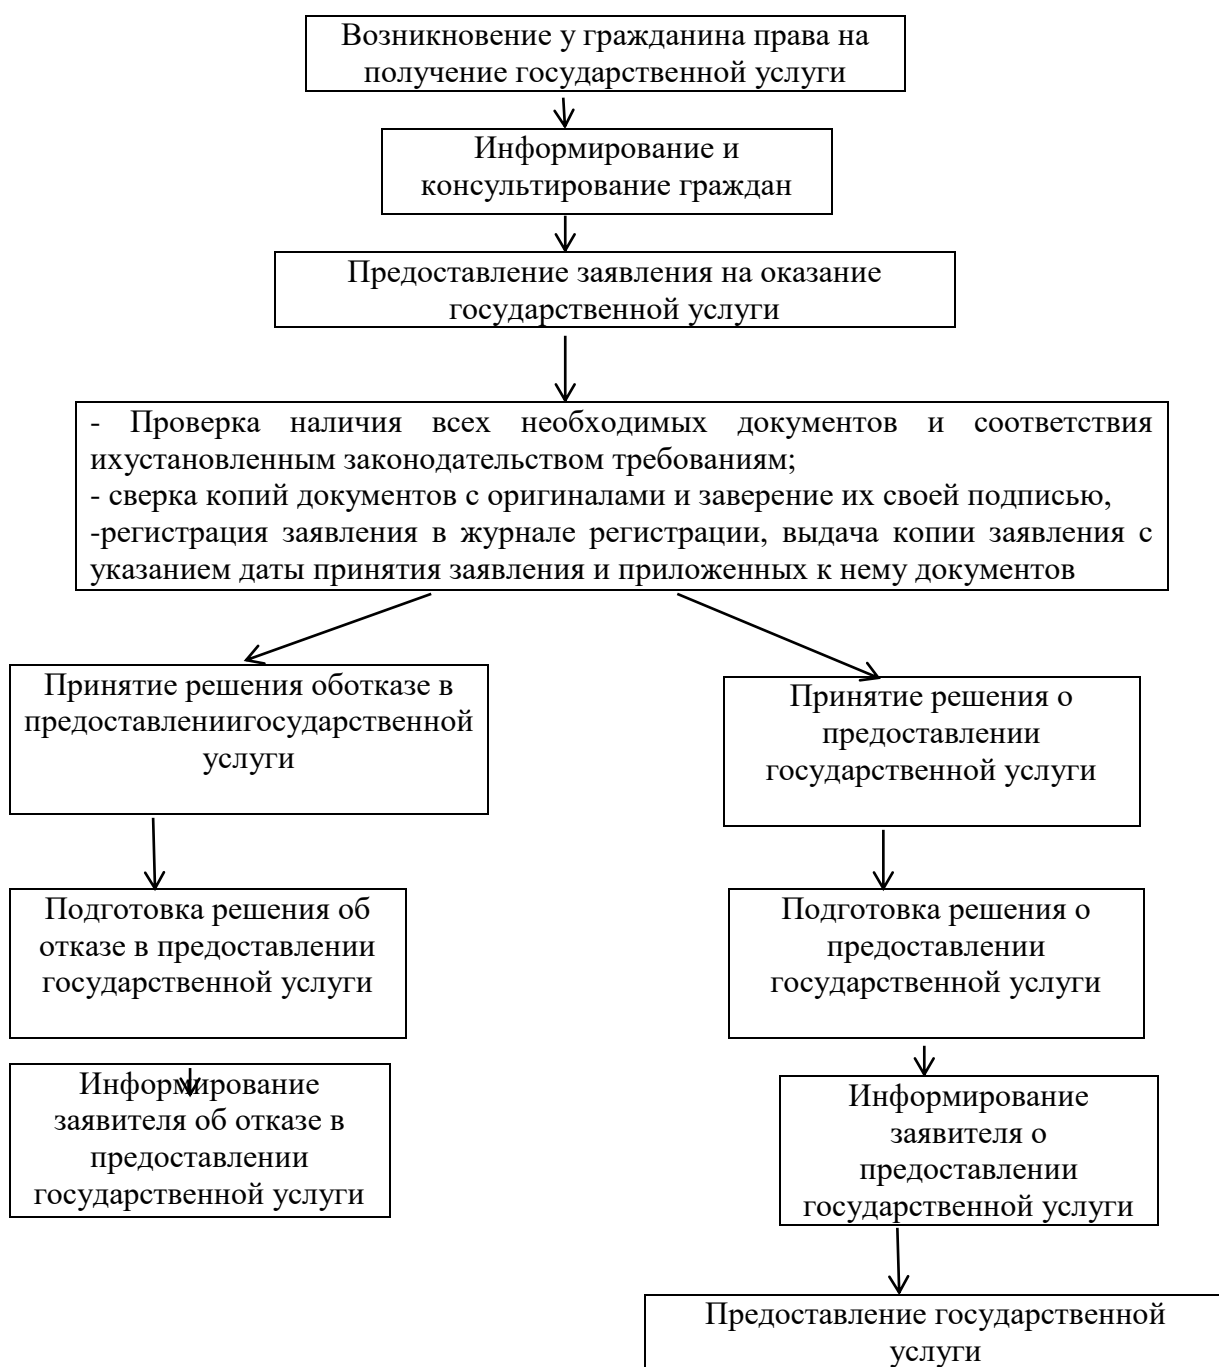 Возникновение у гражданина права на
получение государственной услуги
Информирование и
консультирование граждан
Предоставление заявления на оказание
государственной услуги
- Проверка наличия всех необходимых документов и соответствия
ихустановленным законодательством требованиям;
- сверка копий документов с оригиналами и заверение их своей подписью,
-регистрация заявления в журнале регистрации, выдача копии заявления с
указанием даты принятия заявления и приложенных к нему документов
Принятие решения оботказе в
предоставлениигосударственной
услуги
Принятие решения о
предоставлении
государственной услуги
Подготовка решения об
отказе в предоставлении
государственной услуги
Подготовка решения о
предоставлении
государственной услуги
Информирование
заявителя об отказе в
предоставлении
государственной услуги
Информирование
заявителя о
предоставлении
государственной услуги
Предоставление государственной
услуги